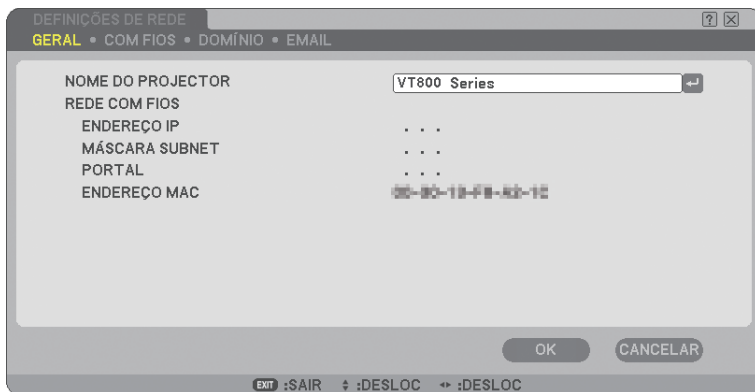 DEFINIÇÕES DE REDE
GERAL • COM FIOS • DOMÍNIO • EMAIL
NOME DO PROJECTOR VT800 Series
REDE COM FIOS
ENDEREÇO IP . . .
MÁSCARA SUBNET . . .
PORTAL . . .
ENDEREÇO MAC
OK CANCELAR
EXIT :SAIR :DESLOC :DESLOC